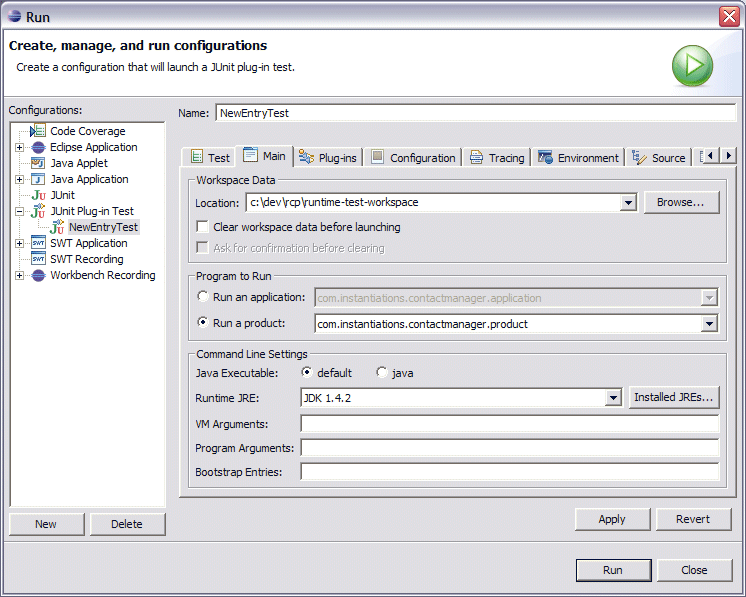 Run
Create, manage, and run configurations
Create a configuration that will launch a JUnit plug-in test.
Configurations:
Code Coverage
Eclipse Application
Java Applet
Java Application
JUnit
JUnit Plug-in Test
NewEntryTest
SWT Application
SWT Recording
Workbench Recording
New
Delete
Name: NewEntryTest
Test Main Plug-ins Configuration Tracing Environment Source
Workspace Data
Location: c:\dev\rcp\runtime-test-workspace Browse...
Clear workspace data before launching
Ask for confirmation before clearing
Program to Run
Run an application: com.instantiations.contactmanager.application
Run a product: com.instantiations.contactmanager.product
Command Line Settings
Java Executable: default java
Runtime JRE: JDK 1.4.2 Installed JREs...
VM Arguments:
Program Arguments:
Bootstrap Entries:
Apply Revert
Run Close